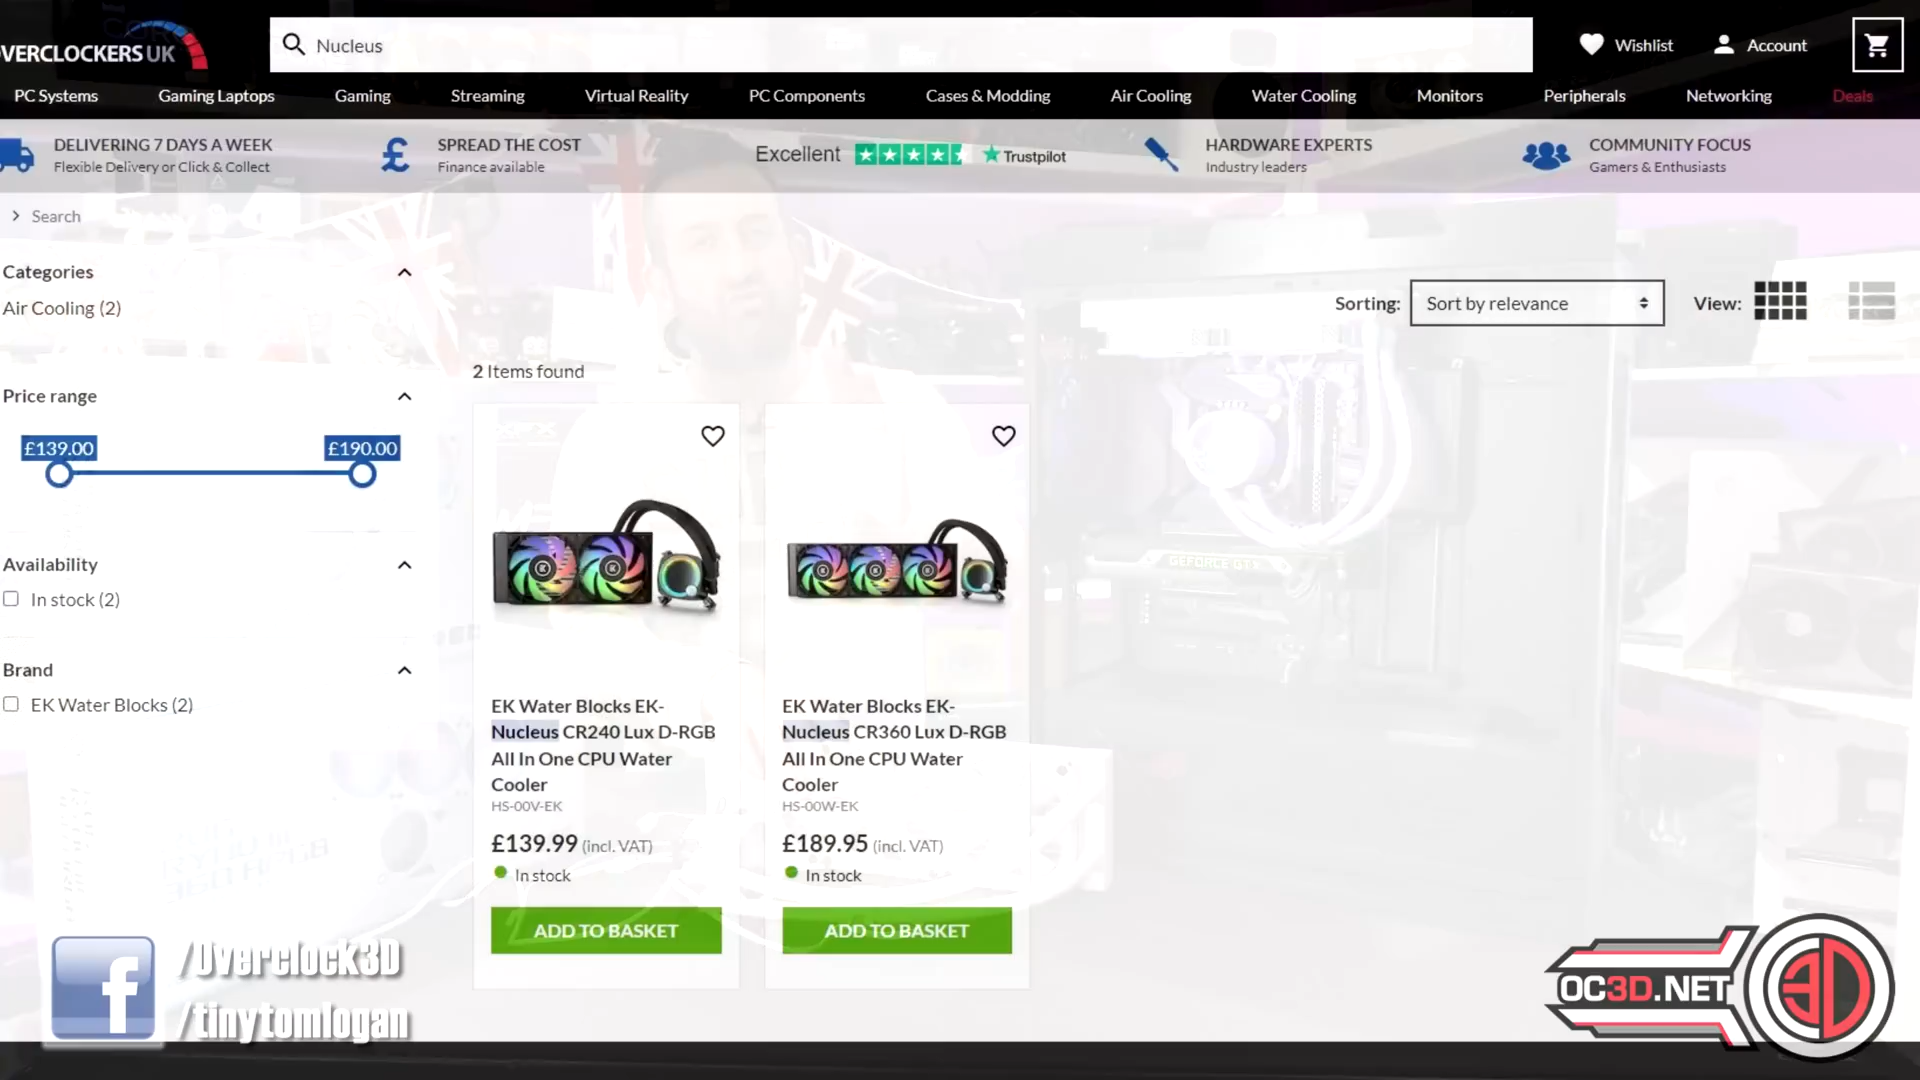 OVERCLOCKERS UK
Nucleus
Wishlist
Account
PC Systems
Gaming Laptops
Gaming
Streaming
Virtual Reality
PC Components
Cases & Modding
Air Cooling
Water Cooling
Monitors
Peripherals
Networking
Deals
DELIVERING 7 DAYS A WEEK
Flexible Delivery or Click & Collect
£
SPREAD THE COST
Finance available
Excellent
Trustpilot
HARDWARE EXPERTS
Industry leaders
COMMUNITY FOCUS
Gamers & Enthusiasts
Search
Categories
Air Cooling (2)
Sorting:
Sort by relevance
View:
2 Items found
Price range
£139.00
£190.00
Availability
In stock (2)
Brand
EK Water Blocks (2)
EK Water Blocks EK-
Nucleus CR240 Lux D-RGB
All In One CPU Water
Cooler
HS-00V-EK
£139.99 (incl. VAT)
In stock
ADD TO BASKET
EK Water Blocks EK-
Nucleus CR360 Lux D-RGB
All In One CPU Water
Cooler
HS-00W-EK
£189.95 (incl. VAT)
In stock
ADD TO BASKET
GEFORCE GTX
XFX
f
/Overclock3D
/tinytomlogan
OC3D.NET
3D